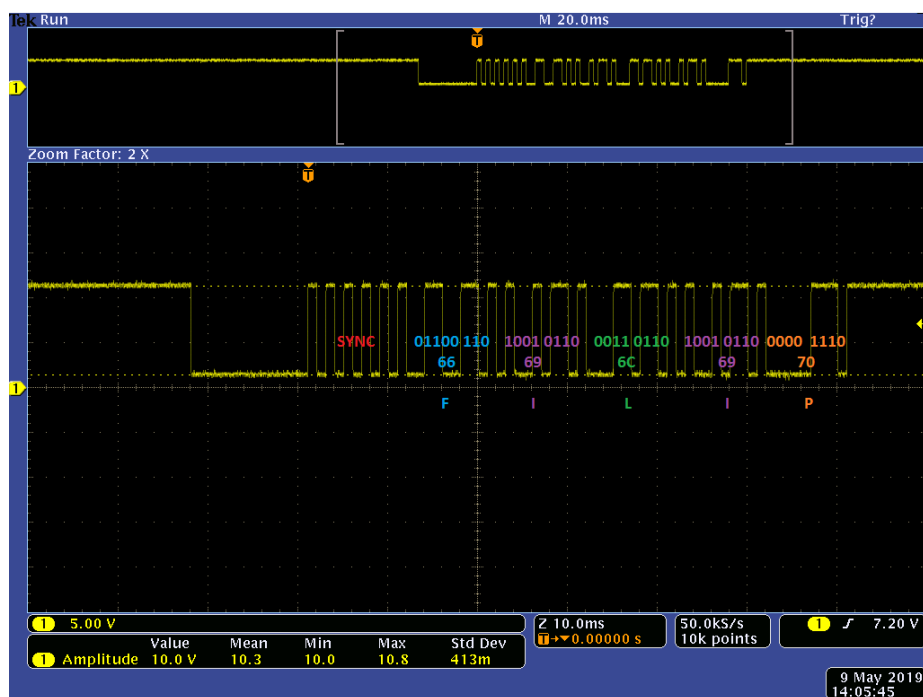 Tek Run M 20.0ms Trig?
T
1
Zoom Factor: 2 X
T
SYNC 01100 110 1001 0110 0011 0110 1001 0110 0000 1110
66 69 6C 69 70
1
F I L I P
1 5.00 V Z 10.0ms 50.0kS/s 1 7.20 V
T→▼0.00000 s 10k points
Value Mean Min Max Std Dev
1 Amplitude 10.0 V 10.3 10.0 10.8 413m
9 May 2019
14:05:45